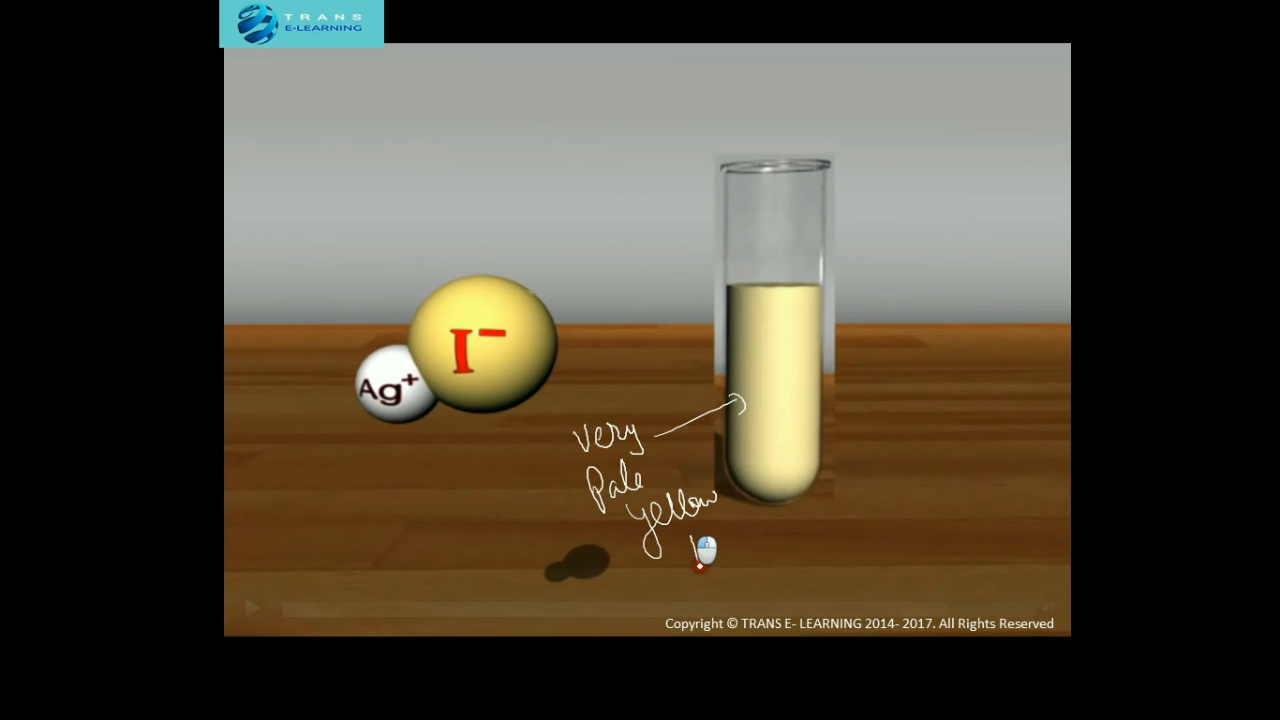 TRANS
E-LEARNING
I⁻
Ag⁺
very
pale
yellow
Copyright © TRANS E- LEARNING 2014- 2017. All Rights Reserved